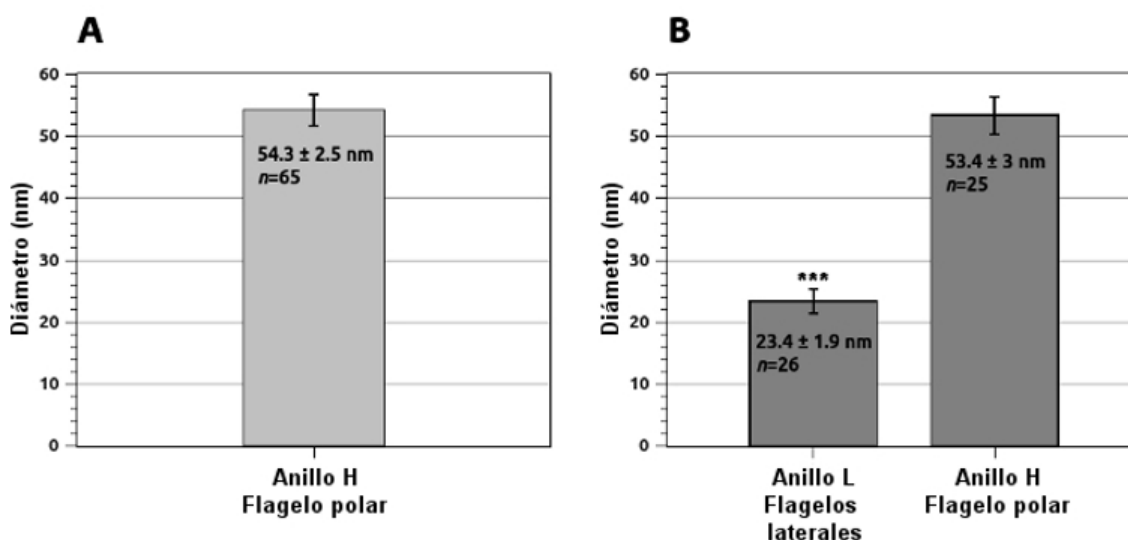 A
60
50
40
30
20
10
0
Diámetro (nm)
54.3 ± 2.5 nm
n=65
Anillo H
Flagelo polar
B
60
50
40
30
20
10
0
Diámetro (nm)
***
23.4 ± 1.9 nm
n=26
53.4 ± 3 nm
n=25
Anillo L
Flagelos
laterales
Anillo H
Flagelo polar